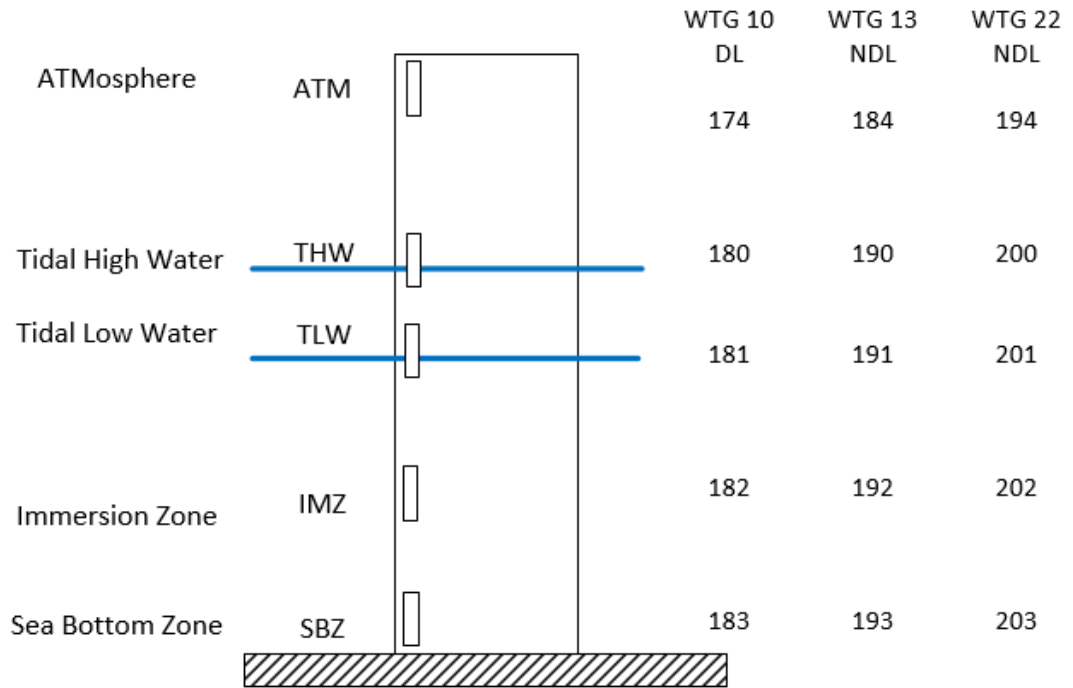 WTG 10 WTG 13 WTG 22
DL NDL NDL
ATMosphere ATM
174 184 194
Tidal High Water THW 180 190 200
Tidal Low Water TLW 181 191 201
Immersion Zone IMZ 182 192 202
Sea Bottom Zone SBZ 183 193 203